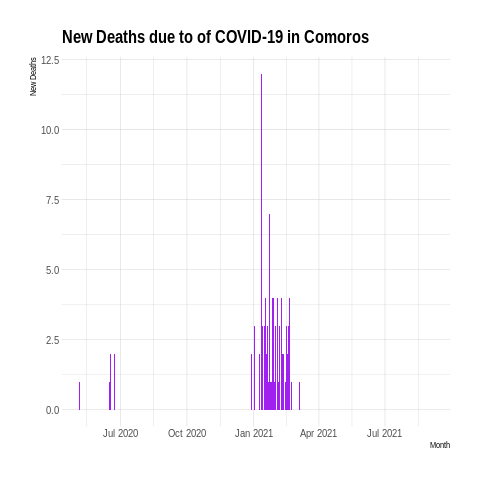 New Deaths due to of COVID-19 in Comoros
New Deaths
12.5
10.0
7.5
5.0
2.5
0.0
Jul 2020 Oct 2020 Jan 2021 Apr 2021 Jul 2021
Month